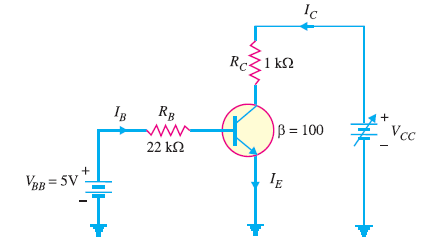 I_C
R_C 1 kΩ
I_B R_B
β = 100
+
V_CC
–
22 kΩ
V_BB = 5V
+
–
I_E